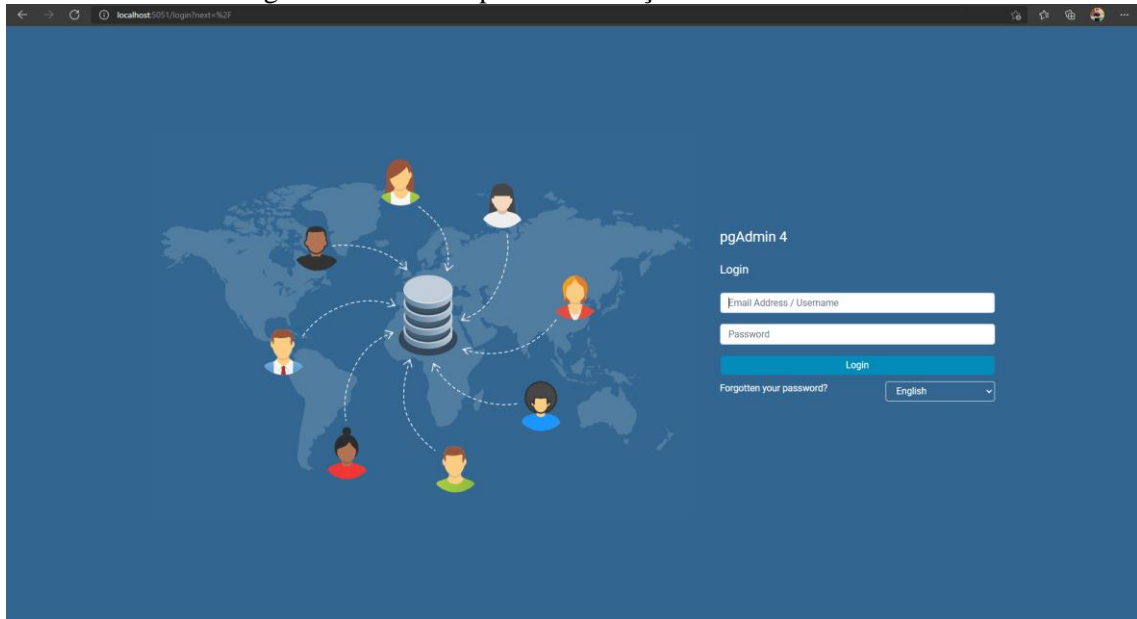 localhost:5051/login?next=%2F
pgAdmin 4
Login
Email Address / Username
Password
Login
Forgotten your password?
English